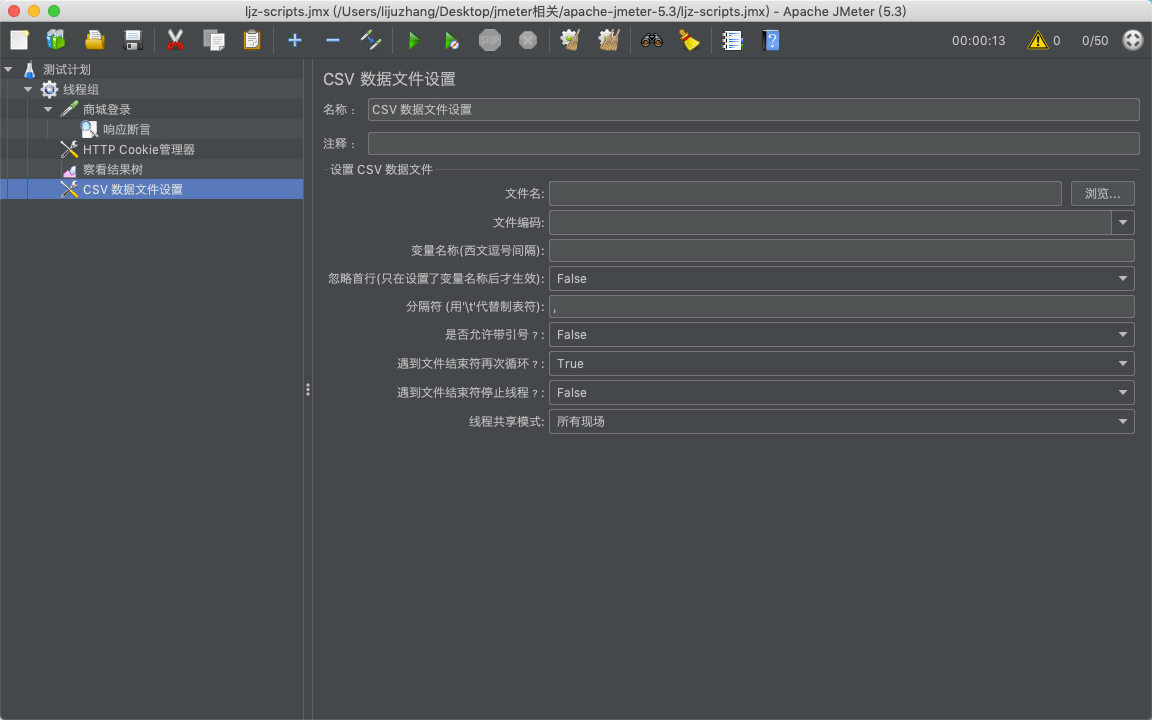 ljz-scripts.jmx (/Users/lijuzhang/Desktop/jmeter相关/apache-jmeter-5.3/ljz-scripts.jmx) - Apache JMeter (5.3)
STOP
00:00:13
0
0/50
测试计划
线程组
商城登录
响应断言
HTTP Cookie管理器
察看结果树
CSV 数据文件设置
CSV 数据文件设置
名称： CSV 数据文件设置
注释：
设置 CSV 数据文件
文件名: 浏览...
文件编码:
变量名称(西文逗号间隔):
忽略首行(只在设置了变量名称后才生效): False
分隔符 (用'\t'代替制表符): ,
是否允许带引号？: False
遇到文件结束符再次循环？: True
遇到文件结束符停止线程？: False
线程共享模式: 所有现场